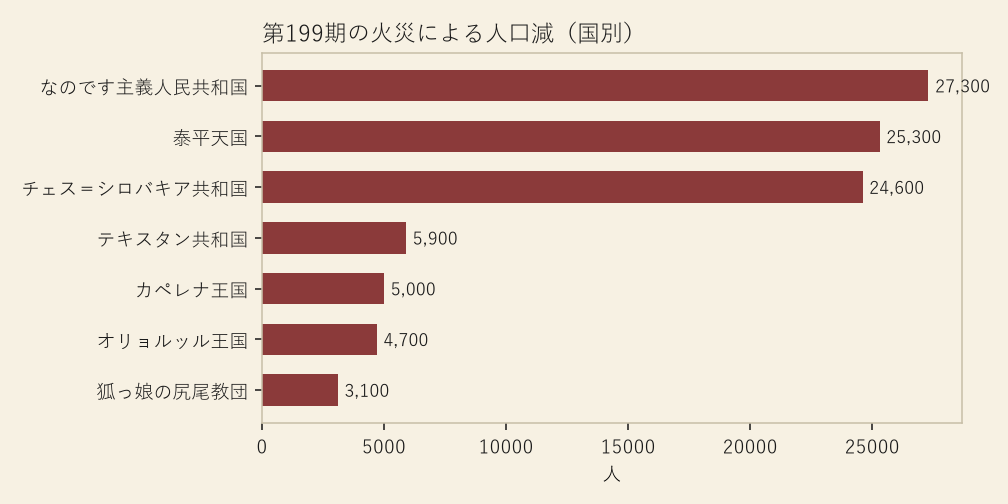 第199期の火災による人口減（国別）
なのです主義人民共和国 27,300
泰平天国 25,300
チェス＝シロバキア共和国 24,600
テキスタン共和国 5,900
カペレナ王国 5,000
オリョルッル王国 4,700
狐っ娘の尻尾教団 3,100
0 5000 10000 15000 20000 25000
人